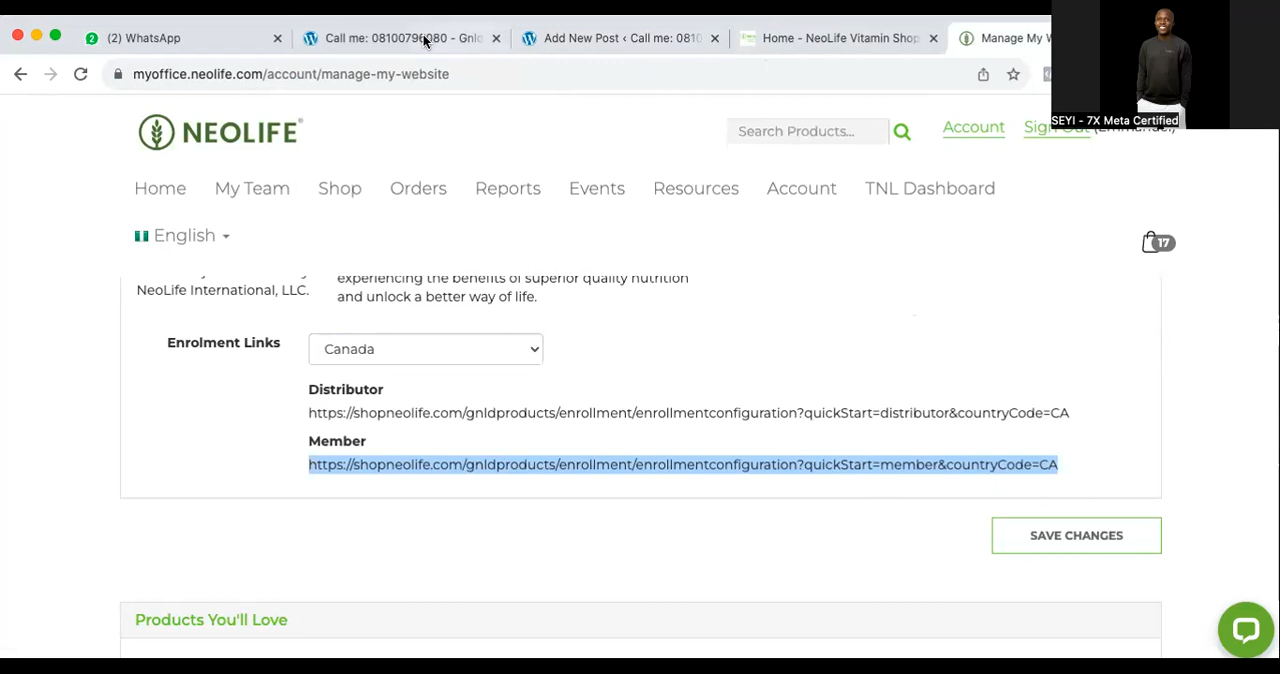 (2) WhatsApp
Call me: 08100796080 - Gnld
Add New Post ‹ Call me: 0810
Home - NeoLife Vitamin Shop
Manage My W
myoffice.neolife.com/account/manage-my-website
SEYI - 7X Meta Certified
NEOLIFE®
Search Products...
Account
Sign Out (Emmanuel)
Home
My Team
Shop
Orders
Reports
Events
Resources
Account
TNL Dashboard
English
17
experiencing the benefits of superior quality nutrition
NeoLife International, LLC.
and unlock a better way of life.
Enrolment Links
Canada
Distributor
https://shopneolife.com/gnldproducts/enrollment/enrollmentconfiguration?quickStart=distributor&countryCode=CA
Member
https://shopneolife.com/gnldproducts/enrollment/enrollmentconfiguration?quickStart=member&countryCode=CA
SAVE CHANGES
Products You'll Love